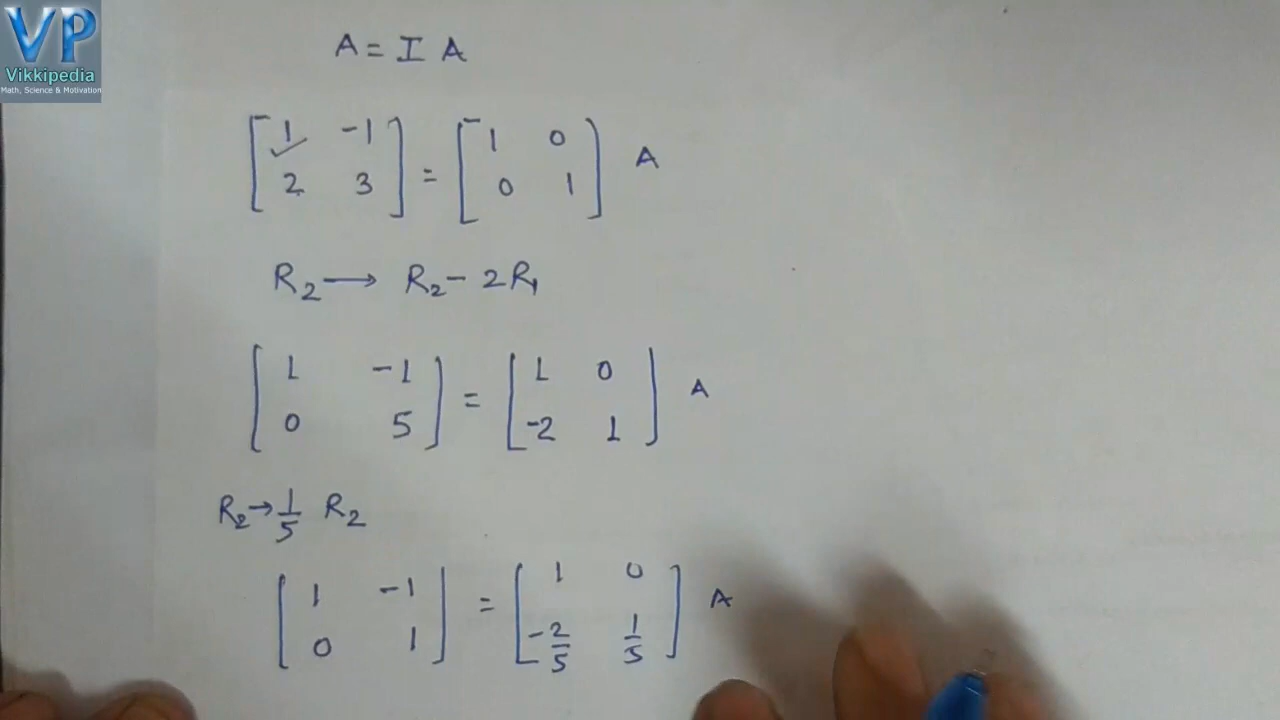 VP
Vikkipedia
Math, Science & Motivation
A = I A
[1 -1] = [1 0] A
[2 3] [0 1]
R2 → R2 - 2R1
[1 -1] = [1 0] A
[0 5] [-2 1]
R2 → 1/5 R2
[1 -1] = [1 0] A
[0 1] [-2/5 1/5]